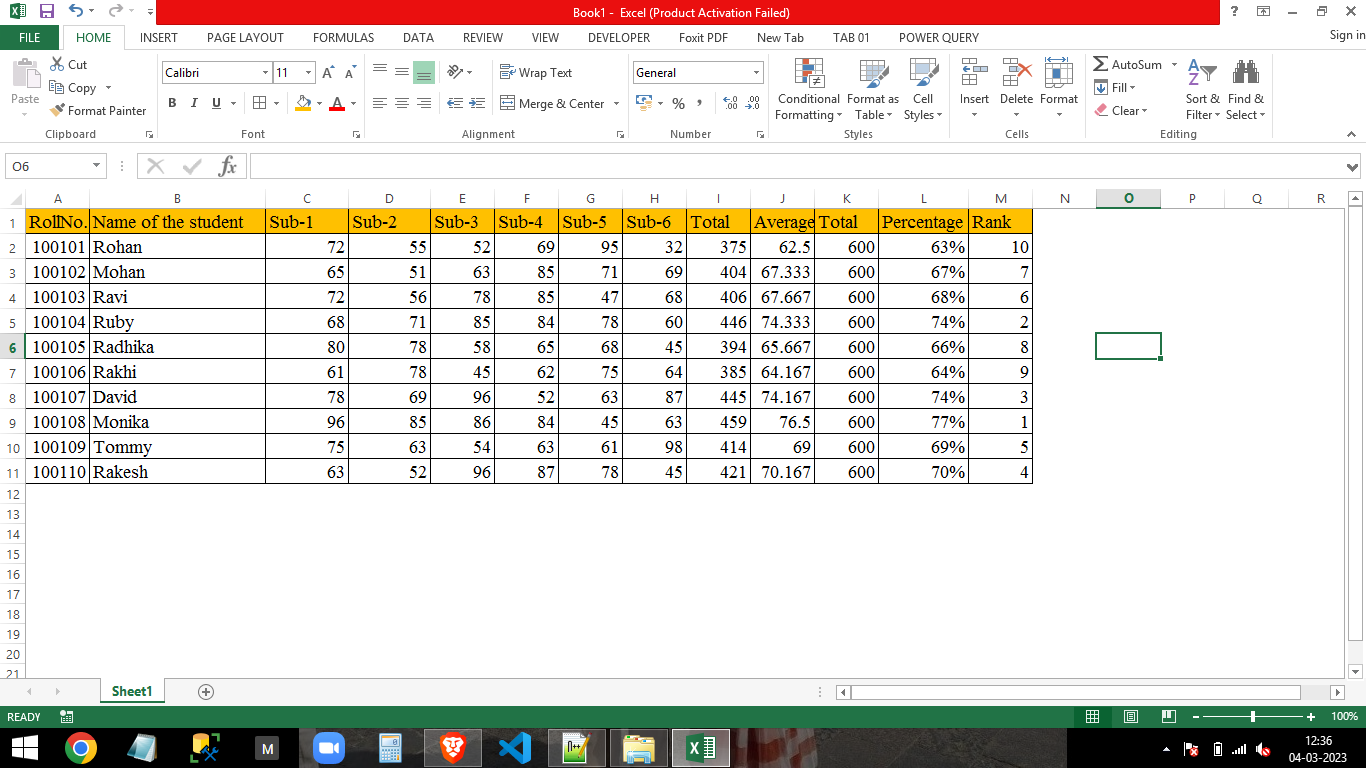 Book1 - Excel (Product Activation Failed)
?
Sign in
FILE HOME INSERT PAGE LAYOUT FORMULAS DATA REVIEW VIEW DEVELOPER Foxit PDF New Tab TAB 01 POWER QUERY
Paste
Cut
Copy
Format Painter
Clipboard
Calibri 11
B I U
Font
Wrap Text
Merge & Center
Alignment
General
%
Number
Conditional Formatting
Format as Table
Cell Styles
Styles
Insert Delete Format
Cells
AutoSum
Fill
Clear
Sort & Filter
Find & Select
Editing
O6 fx
A B C D E F G H I J K L M N O P Q R
1 RollNo. Name of the student Sub-1 Sub-2 Sub-3 Sub-4 Sub-5 Sub-6 Total Average Total Percentage Rank
2 100101 Rohan 72 55 52 69 95 32 375 62.5 600 63% 10
3 100102 Mohan 65 51 63 85 71 69 404 67.333 600 67% 7
4 100103 Ravi 72 56 78 85 47 68 406 67.667 600 68% 6
5 100104 Ruby 68 71 85 84 78 60 446 74.333 600 74% 2
6 100105 Radhika 80 78 58 65 68 45 394 65.667 600 66% 8
7 100106 Rakhi 61 78 45 62 75 64 385 64.167 600 64% 9
8 100107 David 78 69 96 52 63 87 445 74.167 600 74% 3
9 100108 Monika 96 85 86 84 45 63 459 76.5 600 77% 1
10 100109 Tommy 75 63 54 63 61 98 414 69 600 69% 5
11 100110 Rakesh 63 52 96 87 78 45 421 70.167 600 70% 4
12
13
14
15
16
17
18
19
20
21
Sheet1
READY 100%
M
12:36
04-03-2023